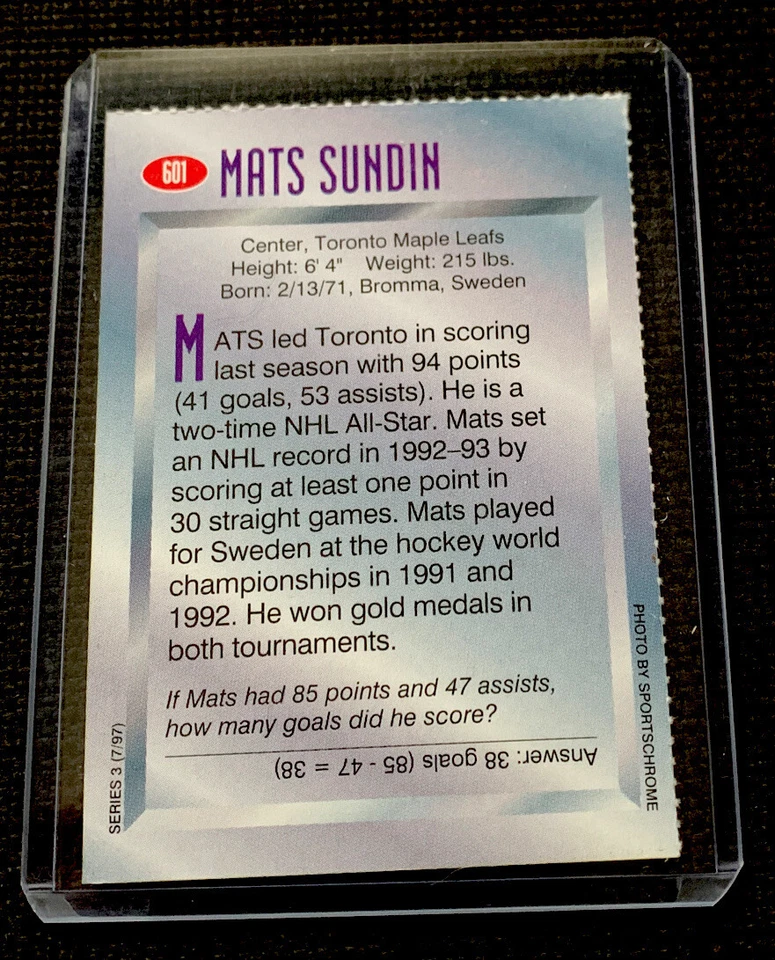 601 MATS SUNDIN
Center, Toronto Maple Leafs
Height: 6' 4" Weight: 215 lbs.
Born: 2/13/71, Bromma, Sweden
MATS led Toronto in scoring
last season with 94 points
(41 goals, 53 assists). He is a
two-time NHL All-Star. Mats set
an NHL record in 1992–93 by
scoring at least one point in
30 straight games. Mats played
for Sweden at the hockey world
championships in 1991 and
1992. He won gold medals in
both tournaments.
If Mats had 85 points and 47 assists,
how many goals did he score?
Answer: 38 goals (85 - 47 = 38)
SERIES 3 (7/97)
PHOTO BY SPORTSCHROME